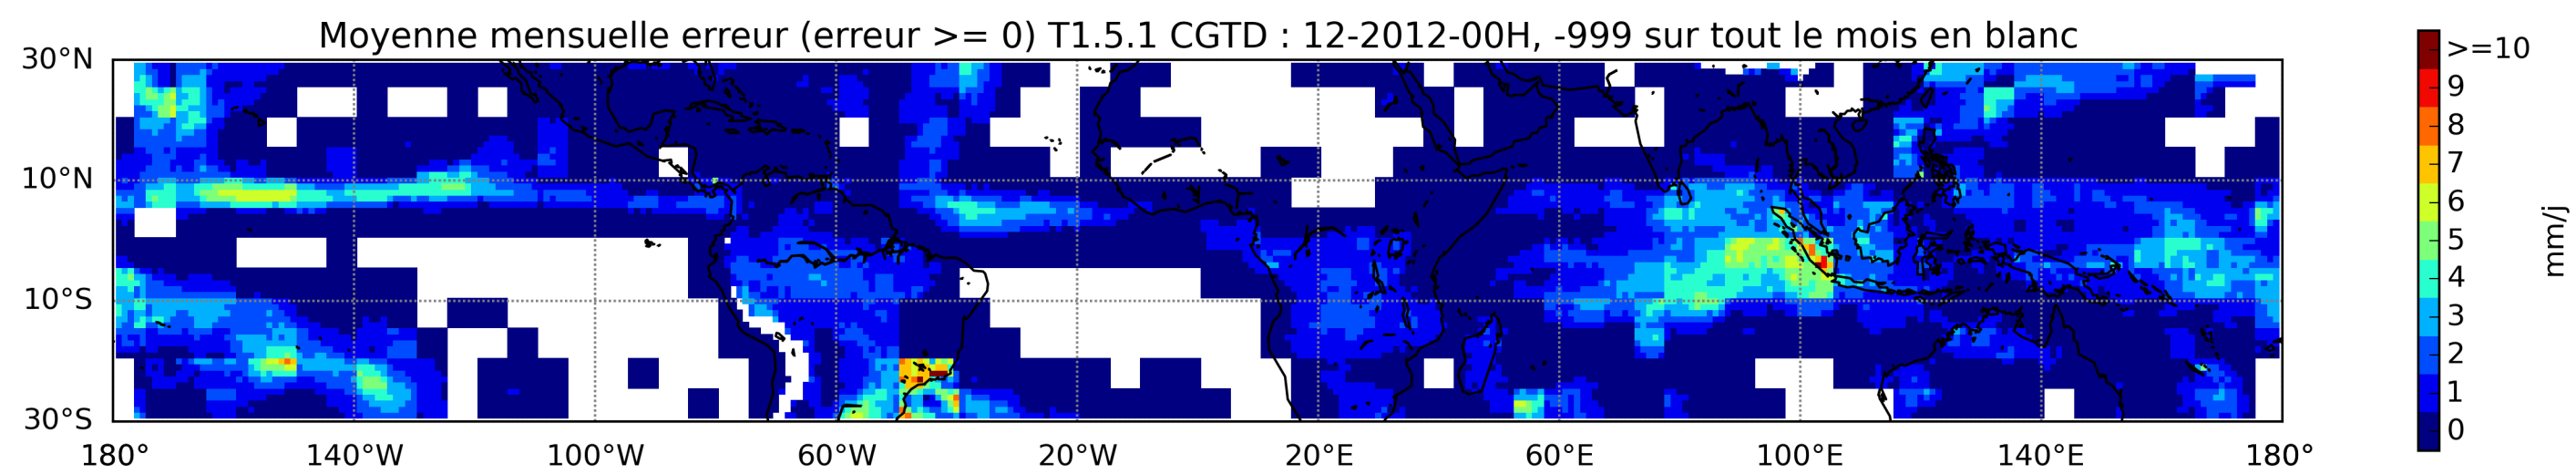 Moyenne mensuelle erreur (erreur >= 0) T1.5.1 CGTD : 12-2012-00H, -999 sur tout le mois en blanc
30°N
10°N
10°S
30°S
180°
140°W
100°W
60°W
20°W
20°E
60°E
100°E
140°E
180°
>=10
9
8
7
6
5
4
3
2
1
0
mm/j